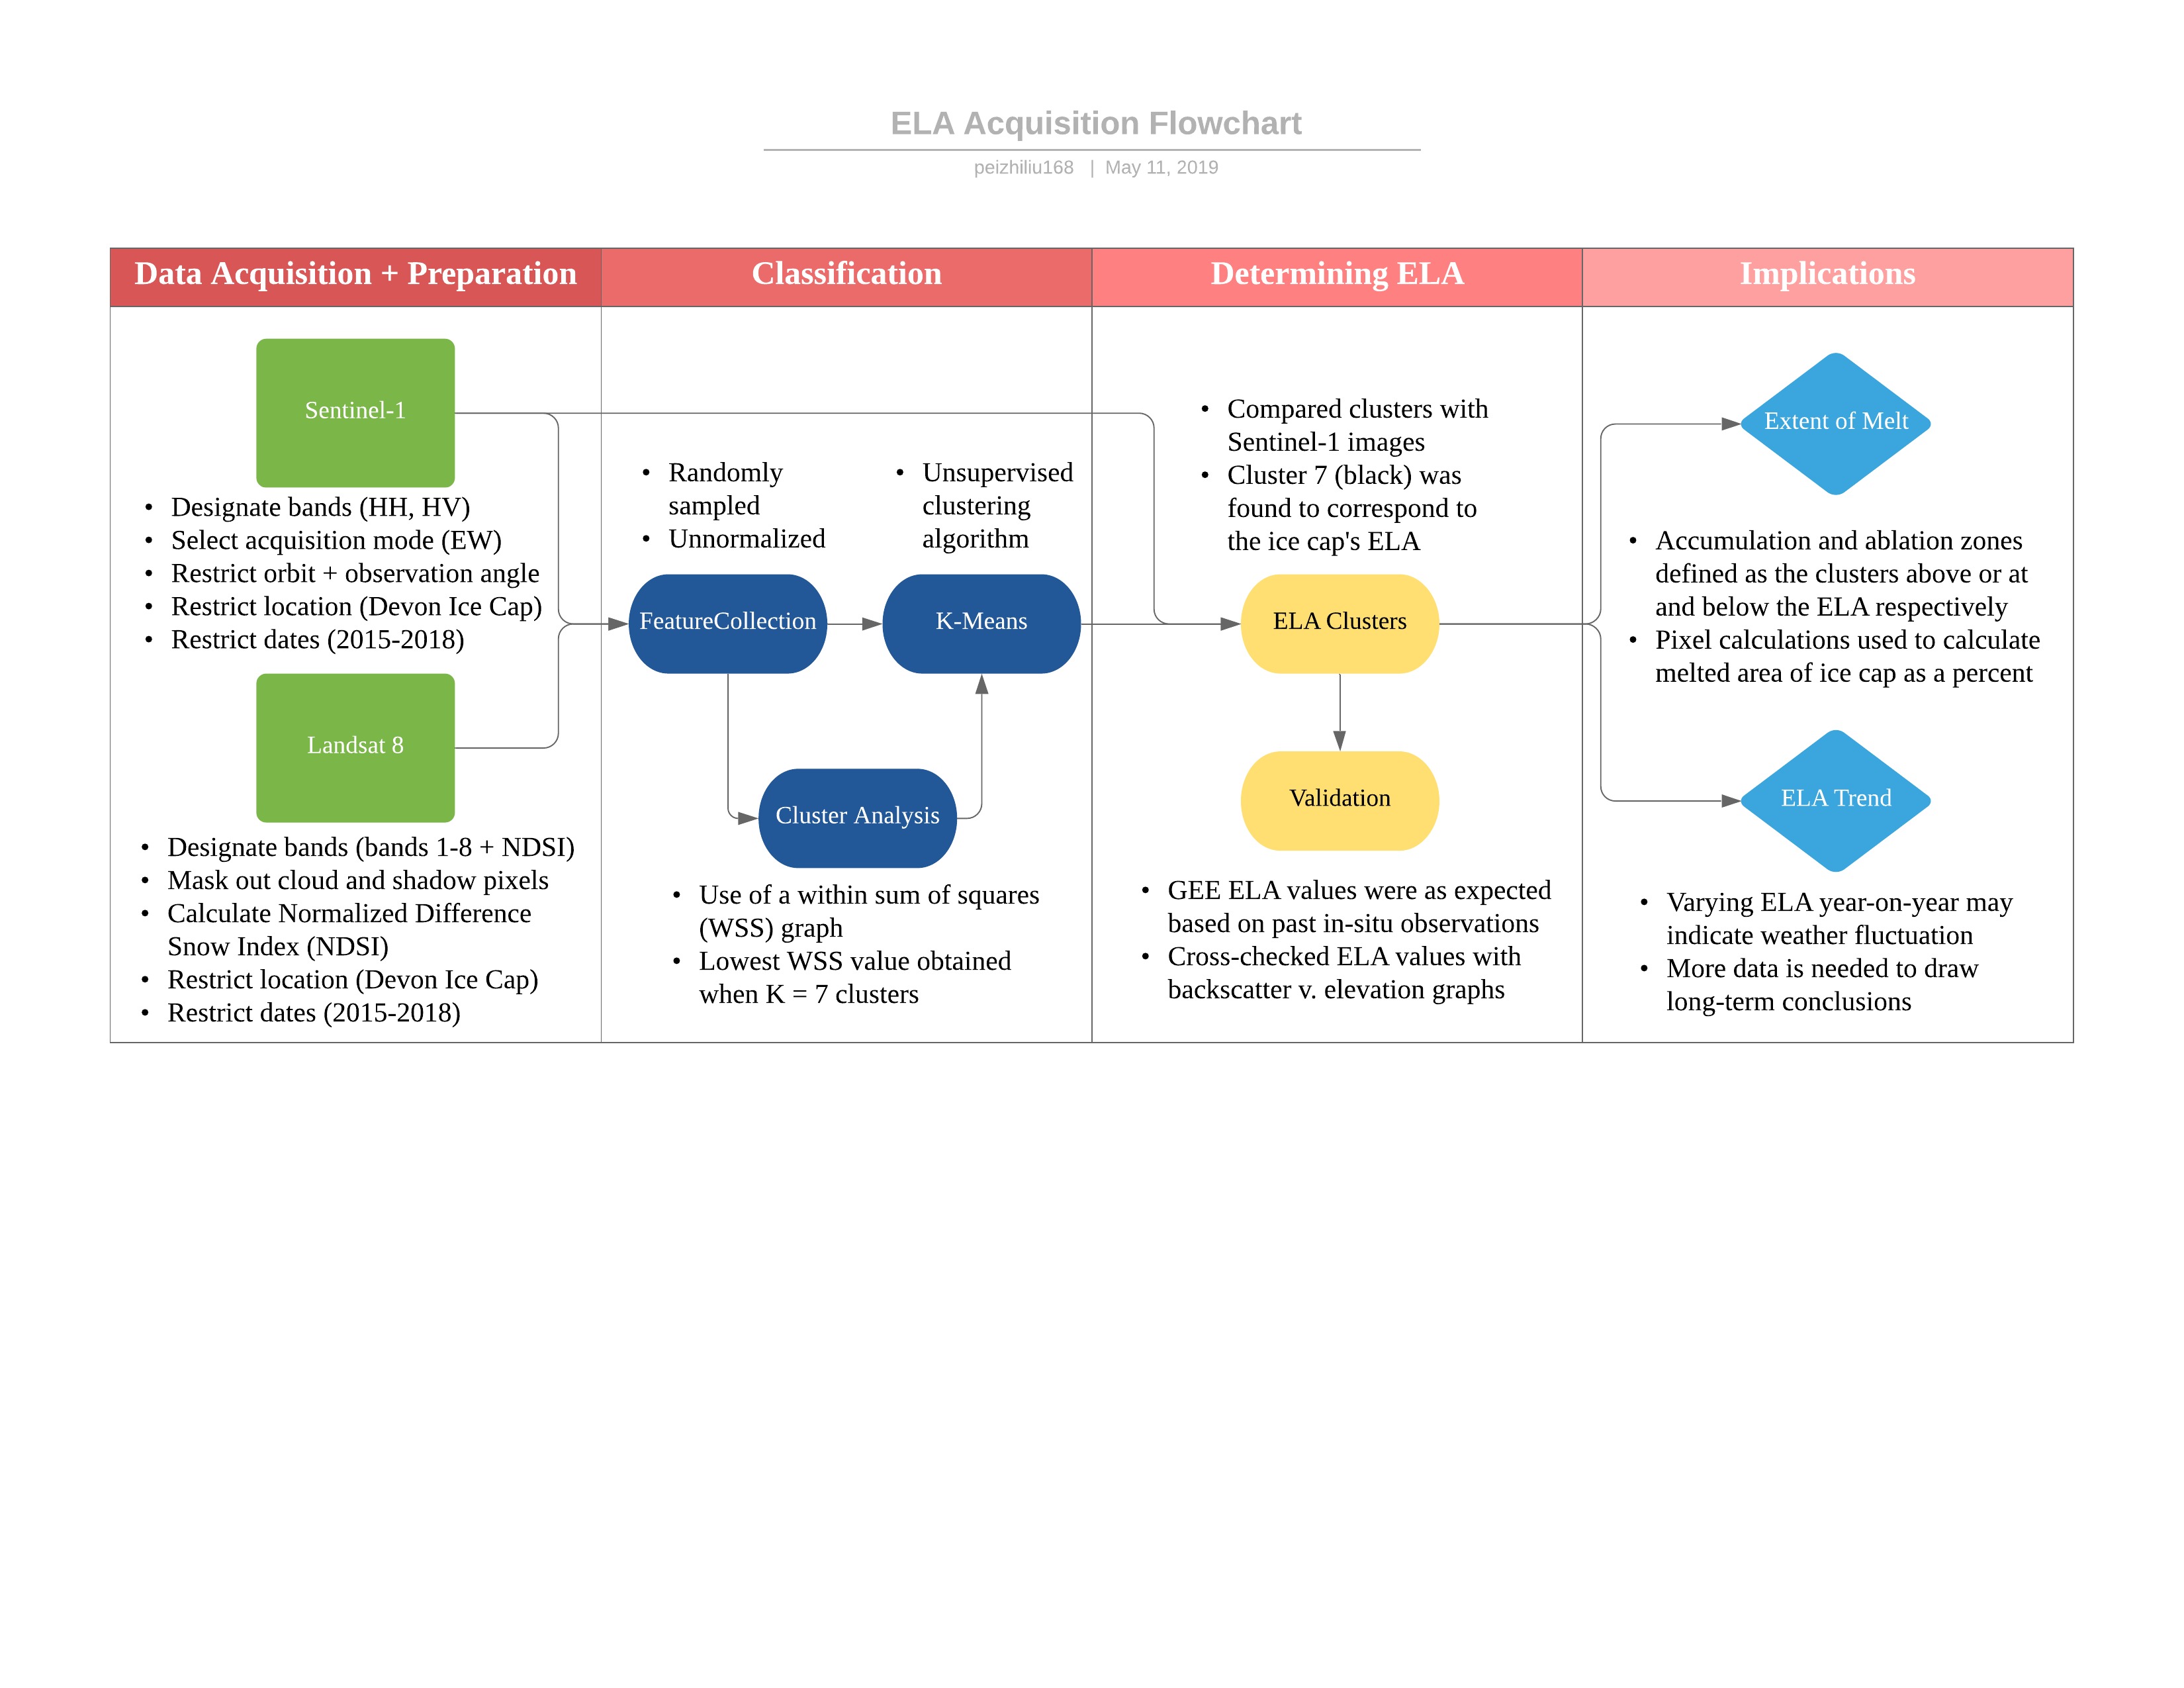 ELA Acquisition Flowchart
peizhiliu168 | May 11, 2019
Data Acquisition + Preparation
Sentinel-1
• Designate bands (HH, HV)
• Select acquisition mode (EW)
• Restrict orbit + observation angle
• Restrict location (Devon Ice Cap)
• Restrict dates (2015-2018)
Landsat 8
• Designate bands (bands 1-8 + NDSI)
• Mask out cloud and shadow pixels
• Calculate Normalized Difference
Snow Index (NDSI)
• Restrict location (Devon Ice Cap)
• Restrict dates (2015-2018)
Classification
• Randomly
sampled
• Unnormalized
FeatureCollection
• Unsupervised
clustering
algorithm
K-Means
Cluster Analysis
• Use of a within sum of squares
(WSS) graph
• Lowest WSS value obtained
when K = 7 clusters
Determining ELA
• Compared clusters with
Sentinel-1 images
• Cluster 7 (black) was
found to correspond to
the ice cap's ELA
ELA Clusters
Validation
• GEE ELA values were as expected
based on past in-situ observations
• Cross-checked ELA values with
backscatter v. elevation graphs
Implications
Extent of Melt
• Accumulation and ablation zones
defined as the clusters above or at
and below the ELA respectively
• Pixel calculations used to calculate
melted area of ice cap as a percent
ELA Trend
• Varying ELA year-on-year may
indicate weather fluctuation
• More data is needed to draw
long-term conclusions